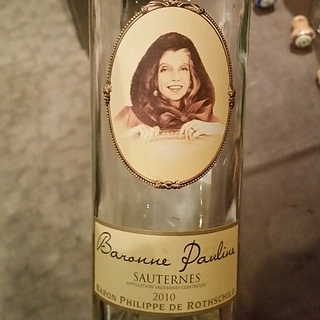 Baronne Pauline
SAUTERNES
APPELLATION SAUTERNES CONTRÔLÉE
2010
BARON PHILIPPE DE ROTHSCHILD